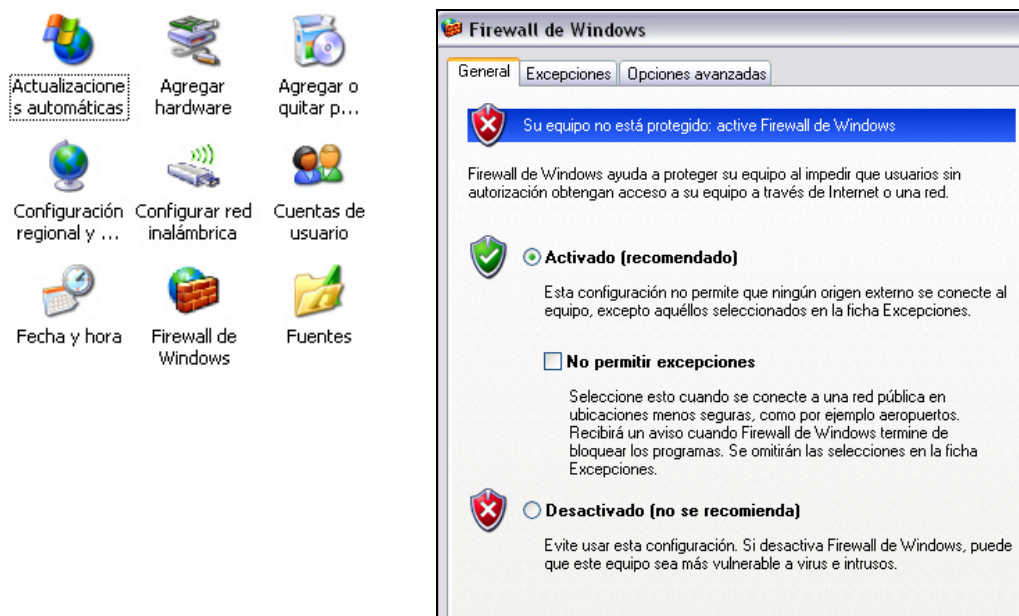 Actualizacione
s automáticas
Agregar
hardware
Agregar o
quitar p...
Configuración
regional y ...
Configurar red
inalámbrica
Cuentas de
usuario
Fecha y hora
Firewall de
Windows
Fuentes
Firewall de Windows
General
Excepciones
Opciones avanzadas
Su equipo no está protegido: active Firewall de Windows
Firewall de Windows ayuda a proteger su equipo al impedir que usuarios sin
autorización obtengan acceso a su equipo a través de Internet o una red.
Activado (recomendado)
Esta configuración no permite que ningún origen externo se conecte al
equipo, excepto aquéllos seleccionados en la ficha Excepciones.
No permitir excepciones
Seleccione esto cuando se conecte a una red pública en
ubicaciones menos seguras, como por ejemplo aeropuertos.
Recibirá un aviso cuando Firewall de Windows termine de
bloquear los programas. Se omitirán las selecciones en la ficha
Excepciones.
Desactivado (no se recomienda)
Evite usar esta configuración. Si desactiva Firewall de Windows, puede
que este equipo sea más vulnerable a virus e intrusos.